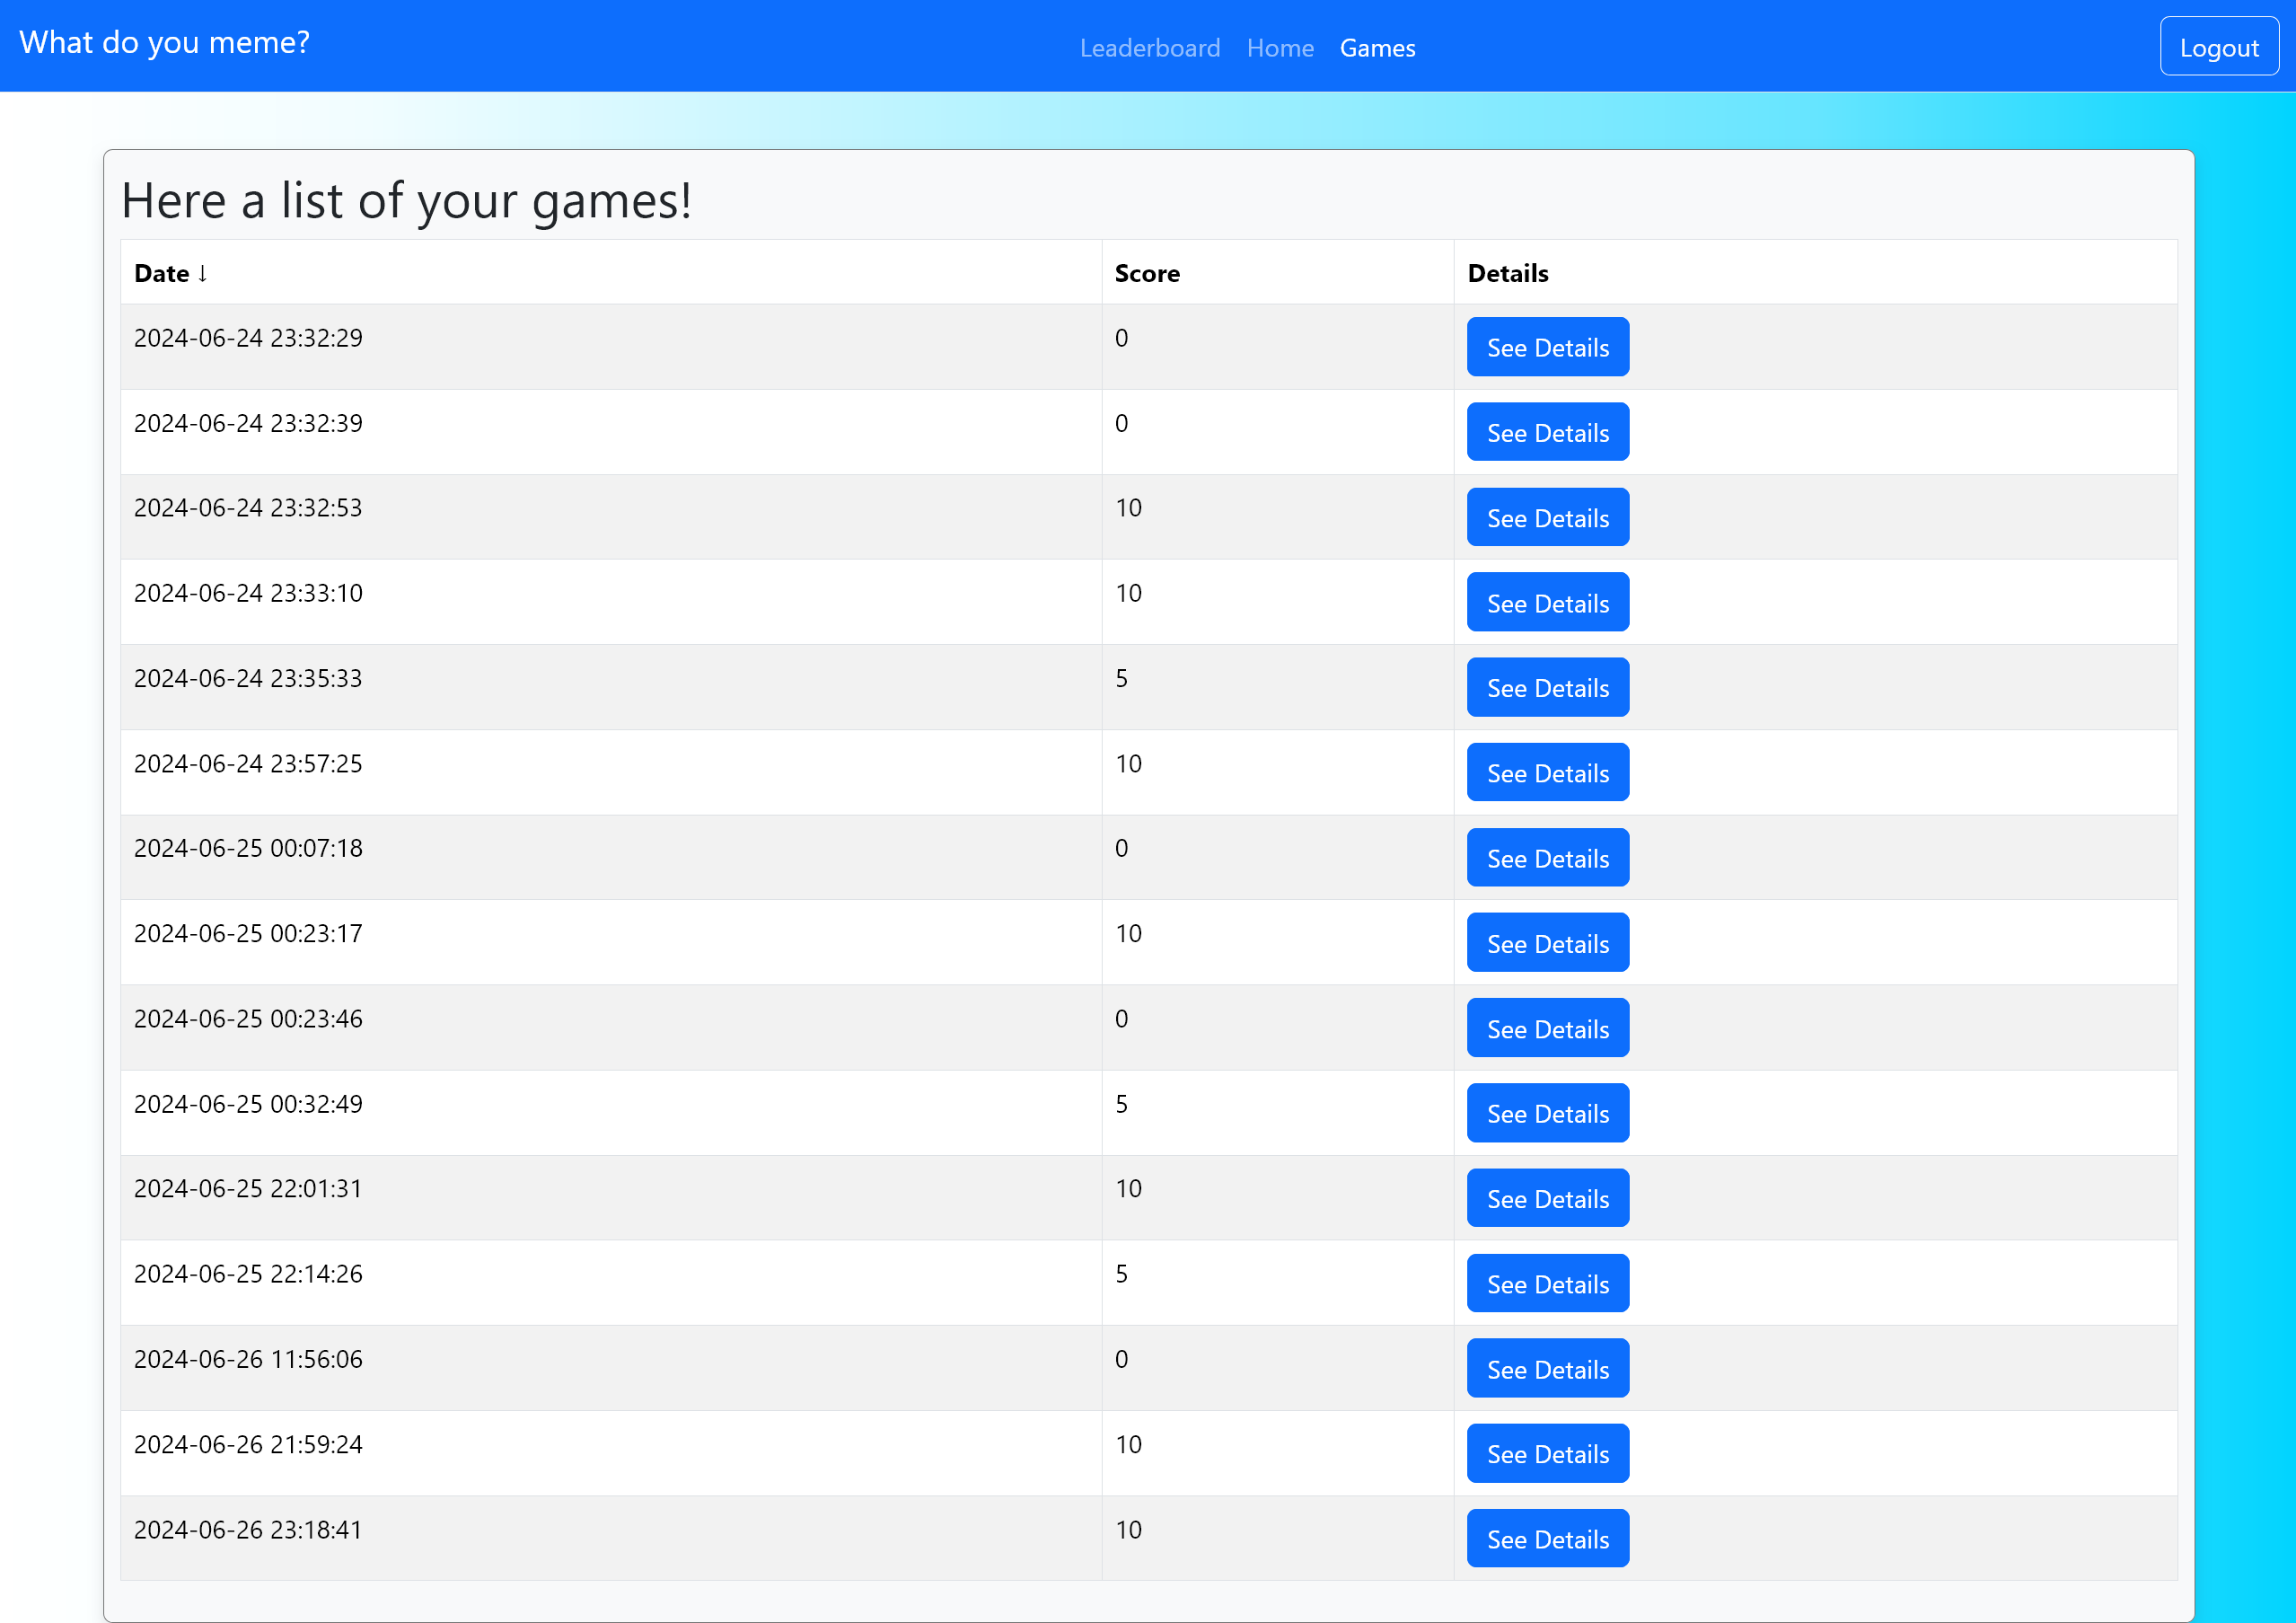 What do you meme? Leaderboard Home Games Logout
Here a list of your games!
Date ↓ Score Details
2024-06-24 23:32:29 0 See Details
2024-06-24 23:32:39 0 See Details
2024-06-24 23:32:53 10 See Details
2024-06-24 23:33:10 10 See Details
2024-06-24 23:35:33 5 See Details
2024-06-24 23:57:25 10 See Details
2024-06-25 00:07:18 0 See Details
2024-06-25 00:23:17 10 See Details
2024-06-25 00:23:46 0 See Details
2024-06-25 00:32:49 5 See Details
2024-06-25 22:01:31 10 See Details
2024-06-25 22:14:26 5 See Details
2024-06-26 11:56:06 0 See Details
2024-06-26 21:59:24 10 See Details
2024-06-26 23:18:41 10 See Details